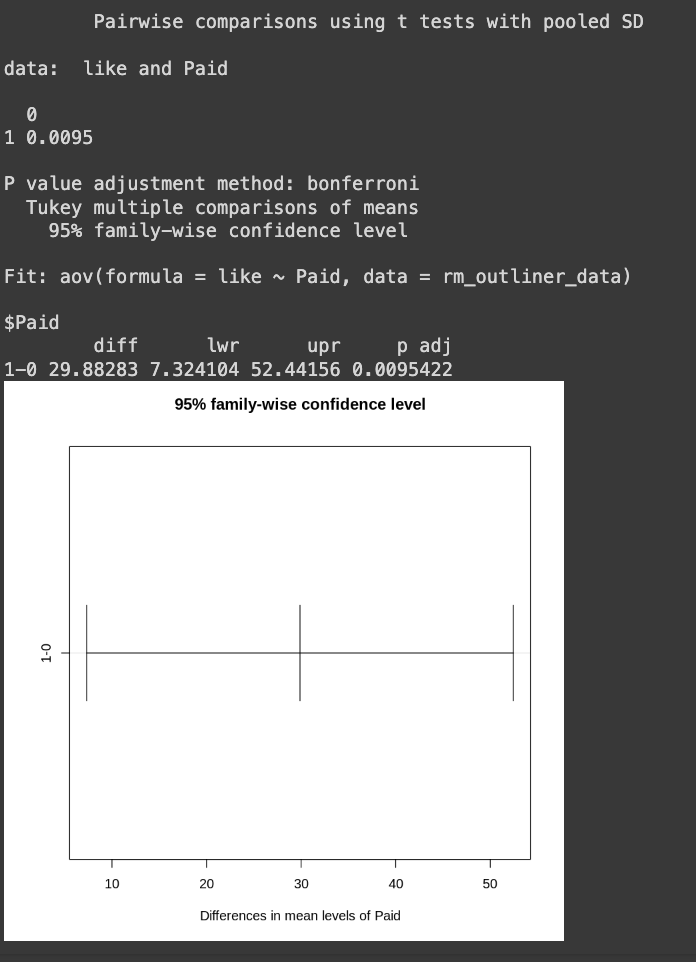 Pairwise comparisons using t tests with pooled SD
data:  like and Paid
0
1 0.0095
P value adjustment method: bonferroni
Tukey multiple comparisons of means
95% family-wise confidence level
Fit: aov(formula = like ~ Paid, data = rm_outliner_data)
$Paid
diff      lwr      upr     p adj
1-0 29.88283 7.324104 52.44156 0.0095422
95% family-wise confidence level
1-0
10 20 30 40 50
Differences in mean levels of Paid